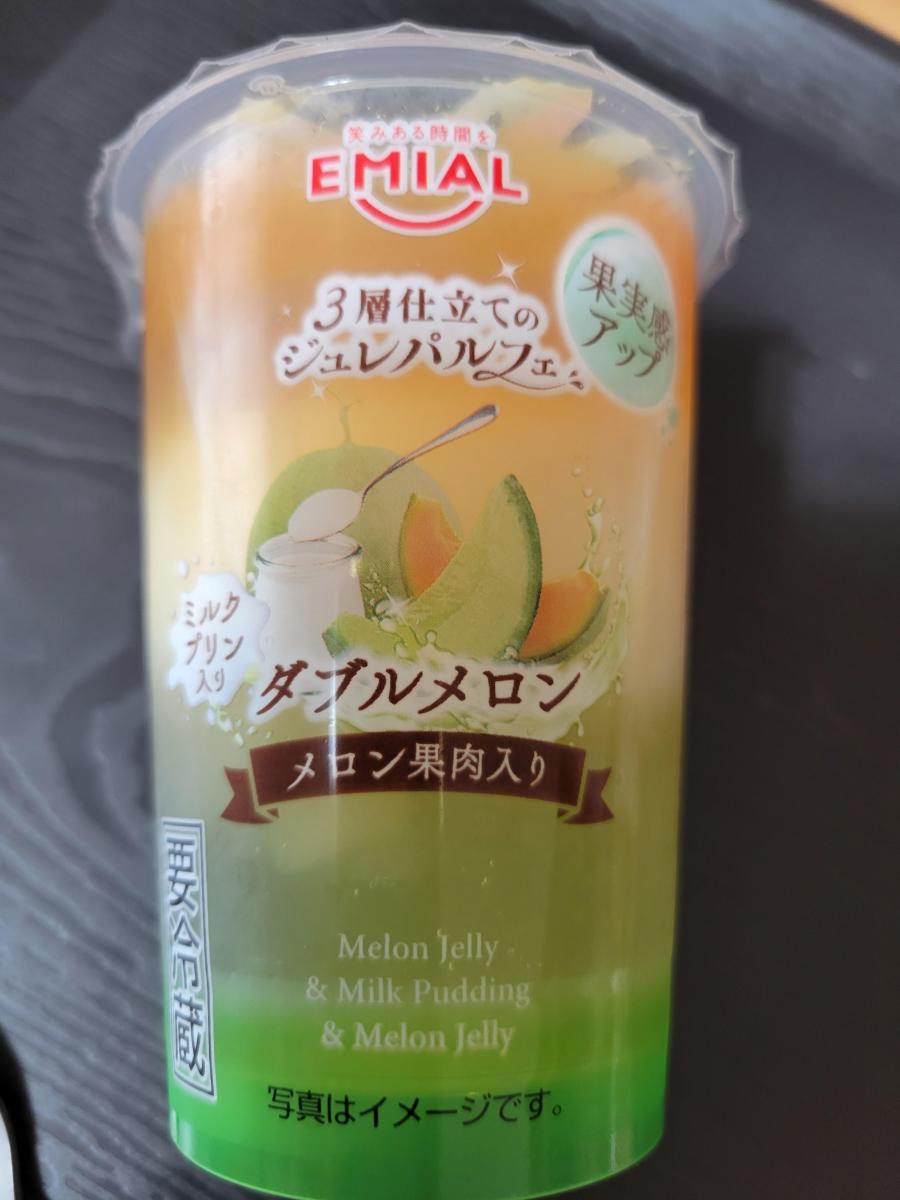 笑みある時間を
EMIAL
3層仕立ての
ジュレパルフェ
果実感
アップ
ミルク
プリン
入り
ダブルメロン
メロン果肉入り
要冷蔵
Melon Jelly
& Milk Pudding
& Melon Jelly
写真はイメージです。